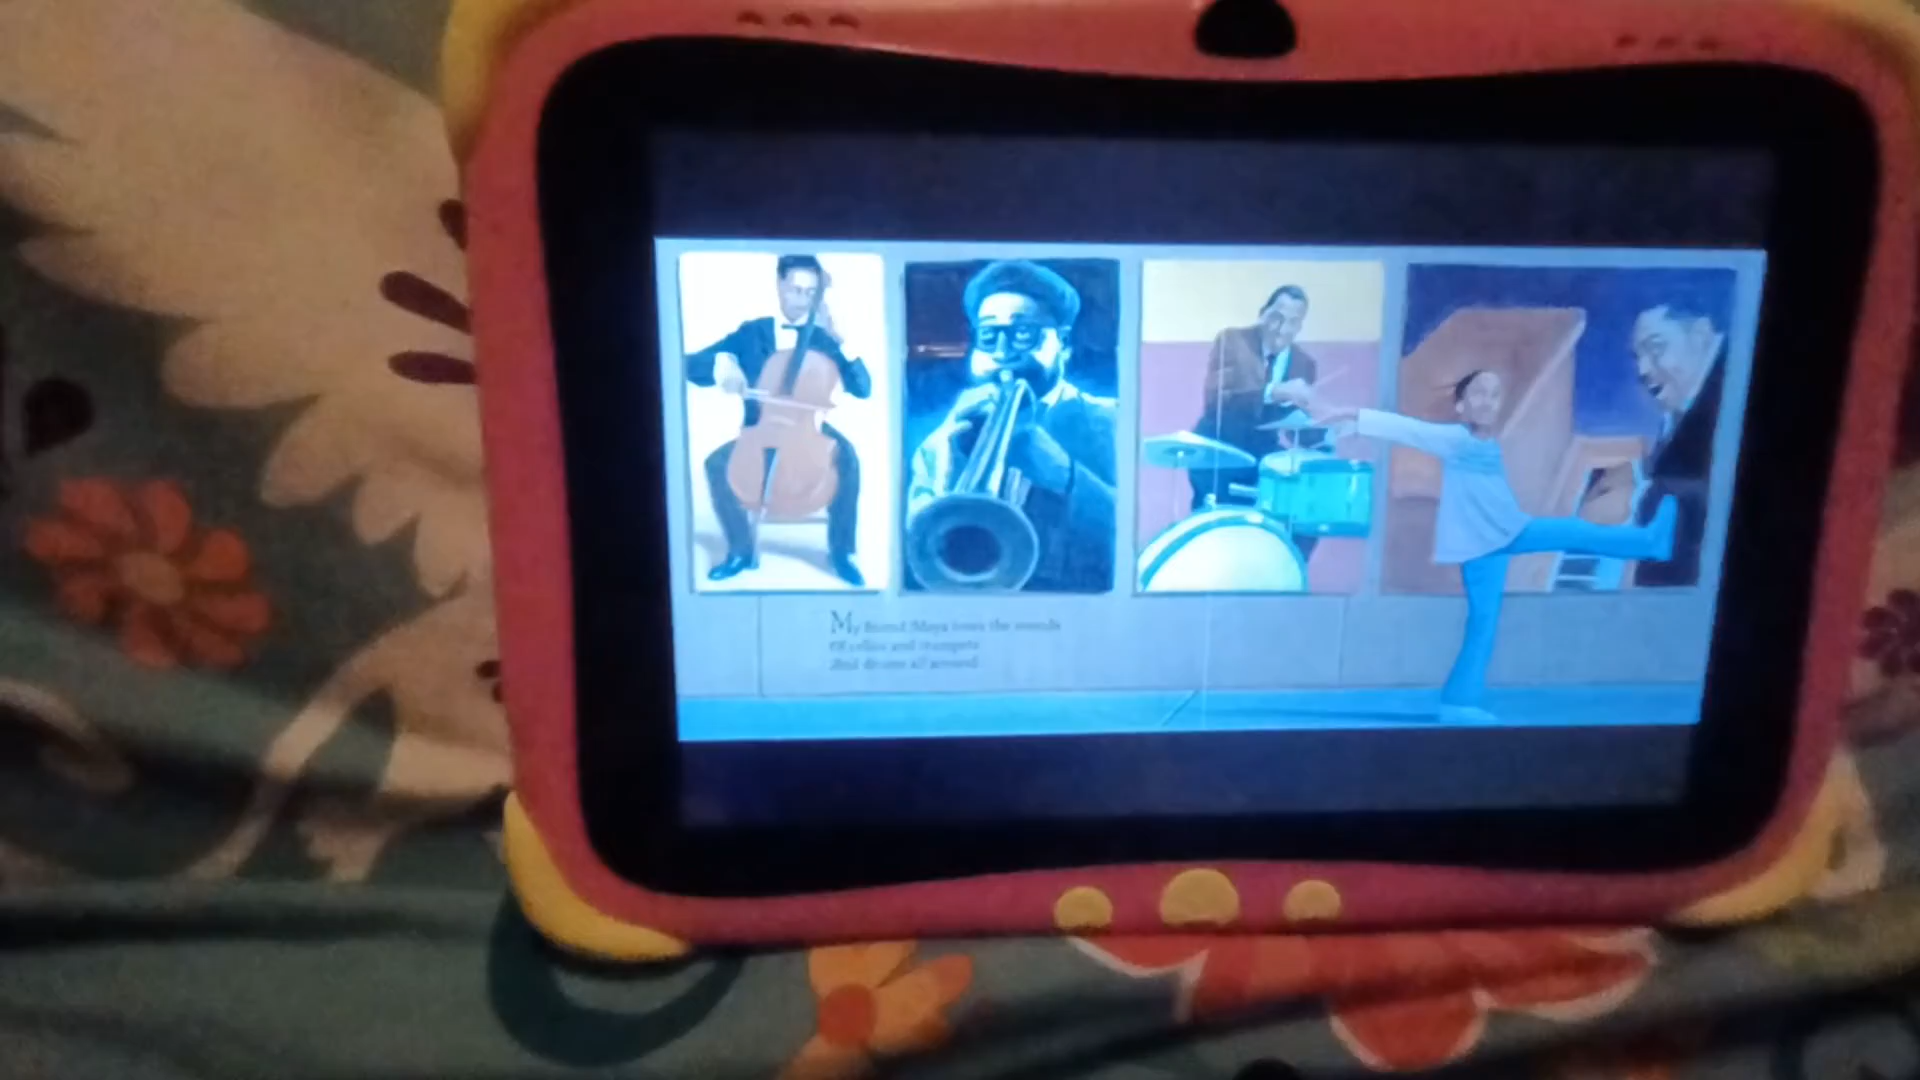 My friend Maya loves the sounds
Of cellos and trumpets
And drums all around